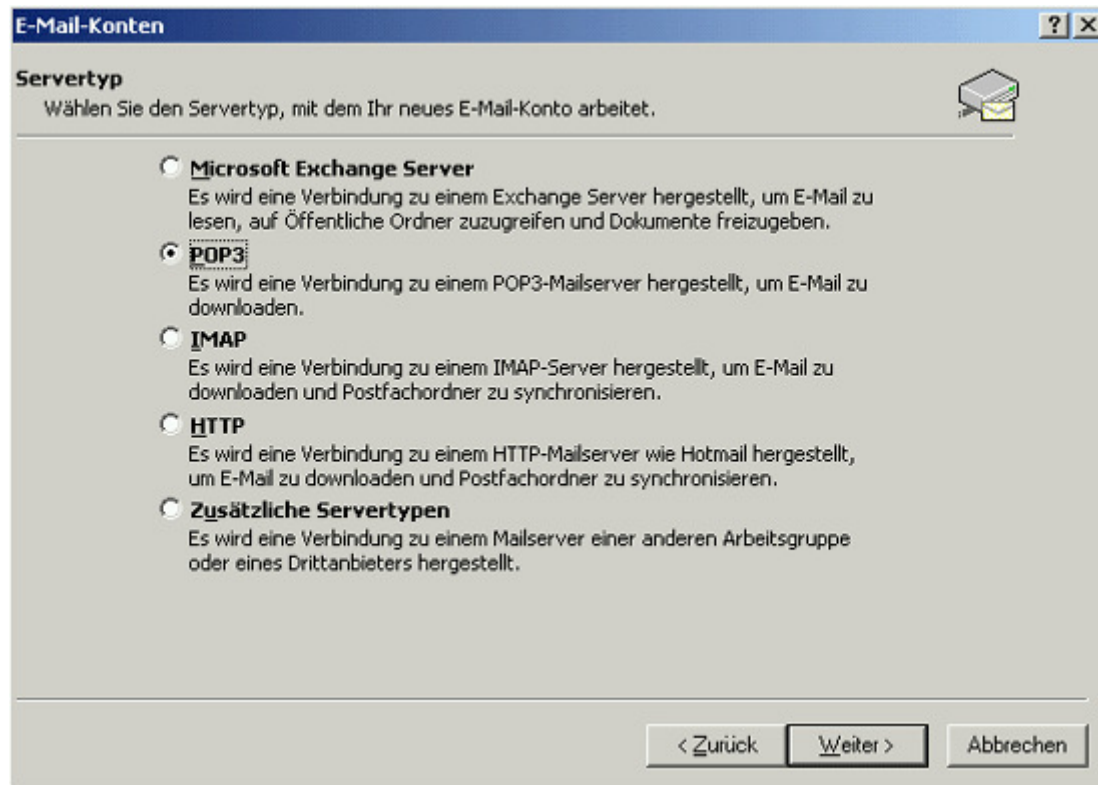 E-Mail-Konten
Servertyp
Wählen Sie den Servertyp, mit dem Ihr neues E-Mail-Konto arbeitet.
Microsoft Exchange Server
Es wird eine Verbindung zu einem Exchange Server hergestellt, um E-Mail zu
lesen, auf Öffentliche Ordner zuzugreifen und Dokumente freizugeben.
POP3
Es wird eine Verbindung zu einem POP3-Mailserver hergestellt, um E-Mail zu
downloaden.
IMAP
Es wird eine Verbindung zu einem IMAP-Server hergestellt, um E-Mail zu
downloaden und Postfachordner zu synchronisieren.
HTTP
Es wird eine Verbindung zu einem HTTP-Mailserver wie Hotmail hergestellt,
um E-Mail zu downloaden und Postfachordner zu synchronisieren.
Zusätzliche Servertypen
Es wird eine Verbindung zu einem Mailserver einer anderen Arbeitsgruppe
oder eines Drittanbieters hergestellt.
< Zurück Weiter > Abbrechen